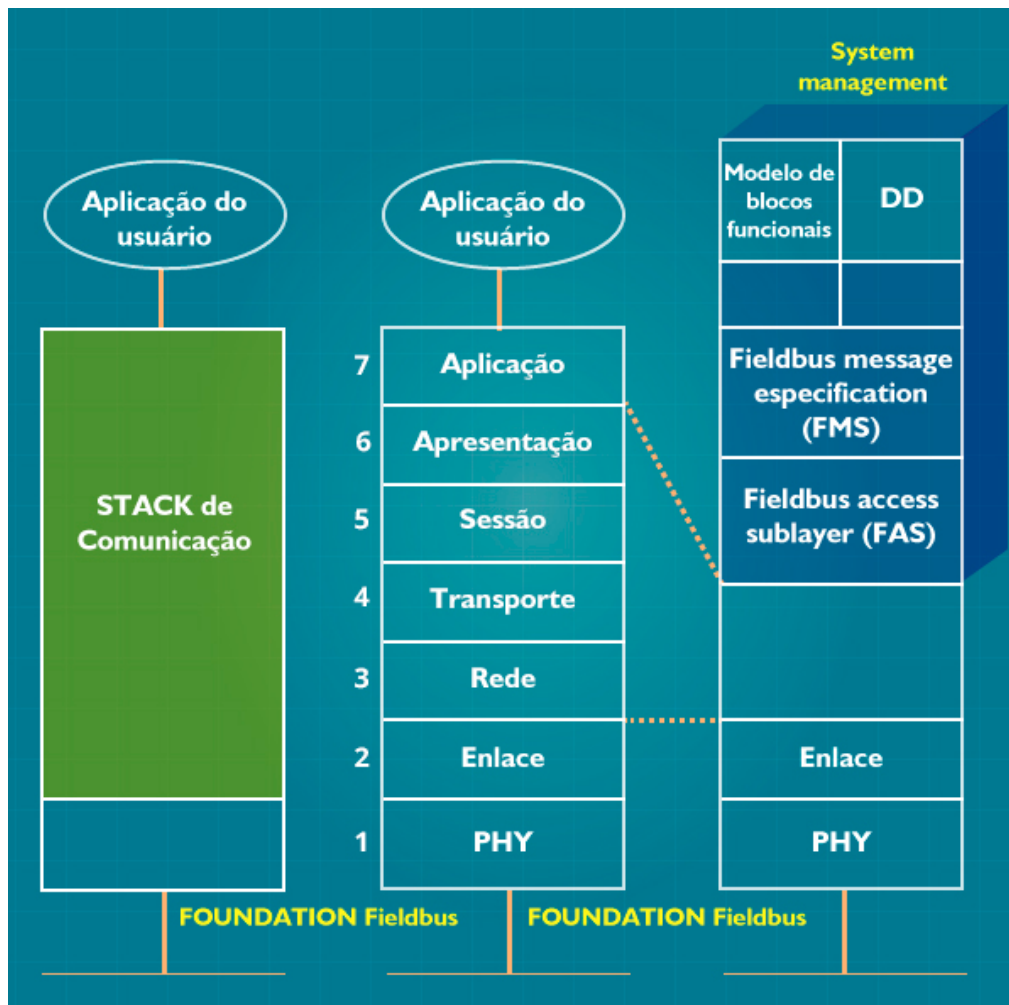 System
management
Aplicação do
usuário
Aplicação do
usuário
Modelo de
blocos
funcionais
DD
STACK de
Comunicação
7
Aplicação
6
Apresentação
5
Sessão
4
Transporte
3
Rede
2
Enlace
1
PHY
Fieldbus message
especification
(FMS)
Fieldbus access
sublayer (FAS)
Enlace
PHY
FOUNDATION Fieldbus
FOUNDATION Fieldbus